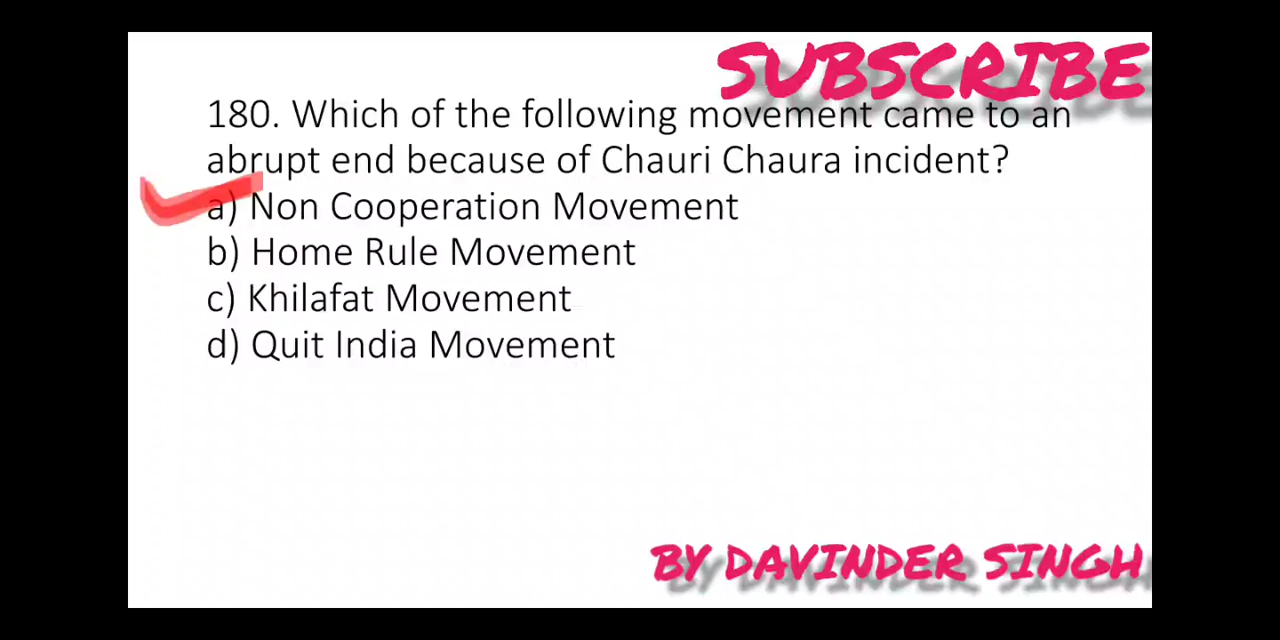 SUBSCRIBE
180. Which of the following movement came to an
abrupt end because of Chauri Chaura incident?
a) Non Cooperation Movement
b) Home Rule Movement
c) Khilafat Movement
d) Quit India Movement
BY DAVINDER SINGH